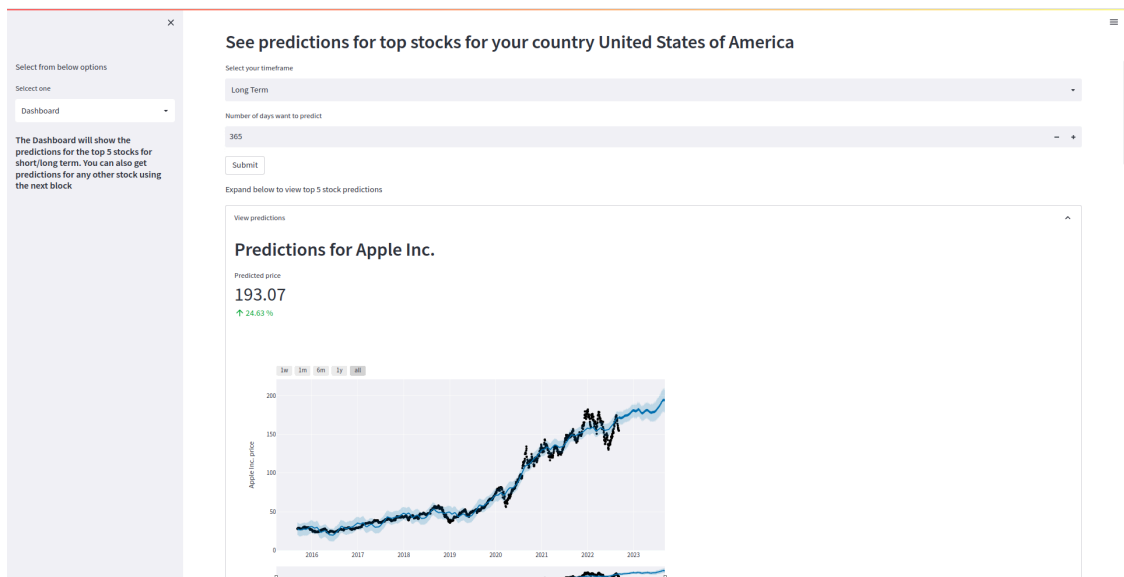 Select from below options
Selcect one
Dashboard
The Dashboard will show the
predictions for the top 5 stocks for
short/long term. You can also get
predictions for any other stock using
the next block
See predictions for top stocks for your country United States of America
Select your timeframe
Long Term
Number of days want to predict
365
Submit
Expand below to view top 5 stock predictions
View predictions
Predictions for Apple Inc.
Predicted price
193.07
↑ 24.63 %
1w 1m 6m 1y all
200
150
100
50
0
Apple Inc. price
2016 2017 2018 2019 2020 2021 2022 2023